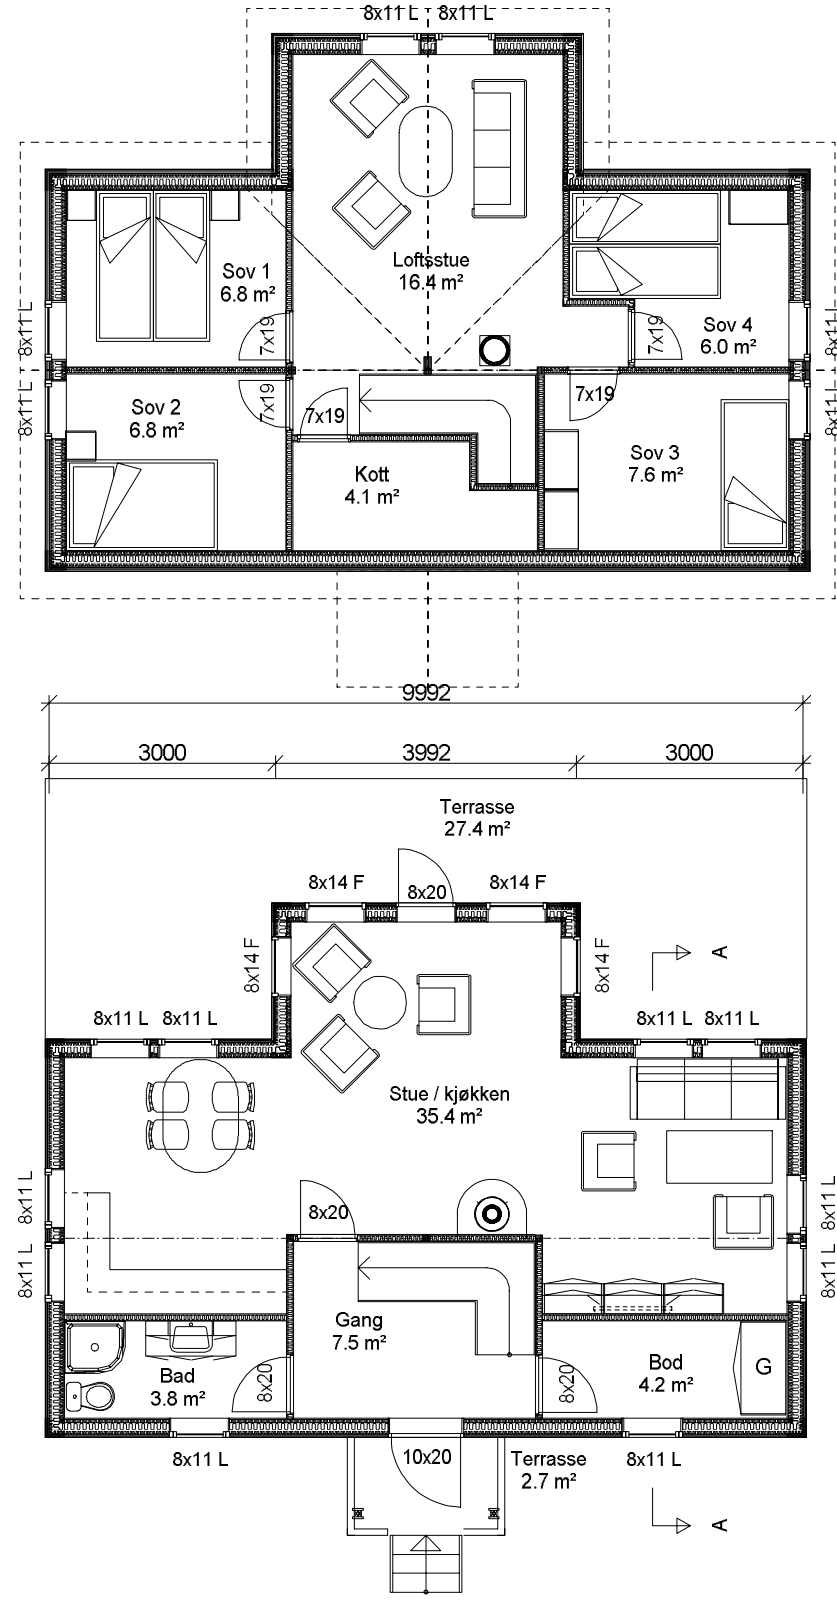 8x11 L 8x11 L
Loftsstue
16.4 m²
Sov 1
6.8 m²
8x11 L
7x19
7x19
Sov 4
6.0 m²
8x11 L
8x11 L
Sov 2
6.8 m²
7x19
7x19
7x19
8x11 L
Kott
4.1 m²
Sov 3
7.6 m²
9992
3000 3992 3000
Terrasse
27.4 m²
8x14 F 8x20 8x14 F
8x14 F
8x14 F
A
8x11 L 8x11 L
8x11 L 8x11 L
Stue / kjøkken
35.4 m²
8x11 L
8x20
8x11 L
8x11 L
8x11 L
Gang
7.5 m²
Bad
3.8 m²
8x20
8x20
Bod
4.2 m²
G
8x11 L
10x20
Terrasse
2.7 m²
8x11 L
A